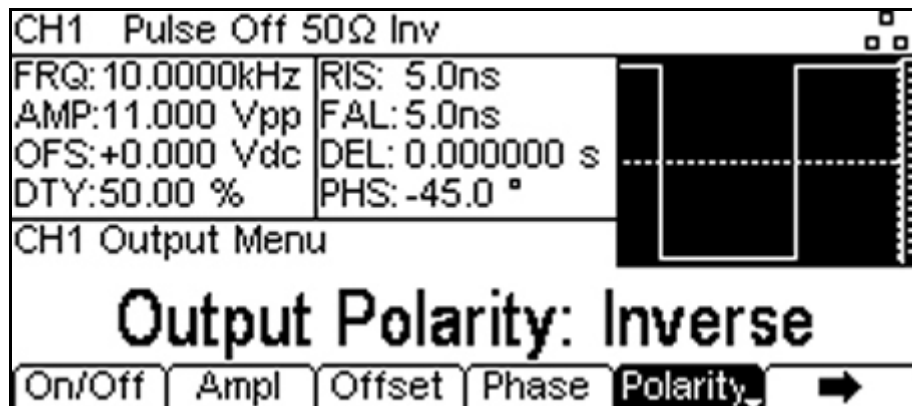 CH1 Pulse Off 50Ω Inv
FRQ:10.0000kHz
AMP:11.000 Vpp
OFS:+0.000 Vdc
DTY:50.00 %
RIS: 5.0ns
FAL:5.0ns
DEL:0.000000 s
PHS:-45.0 °
CH1 Output Menu
Output Polarity: Inverse
On/Off Ampl Offset Phase Polarity